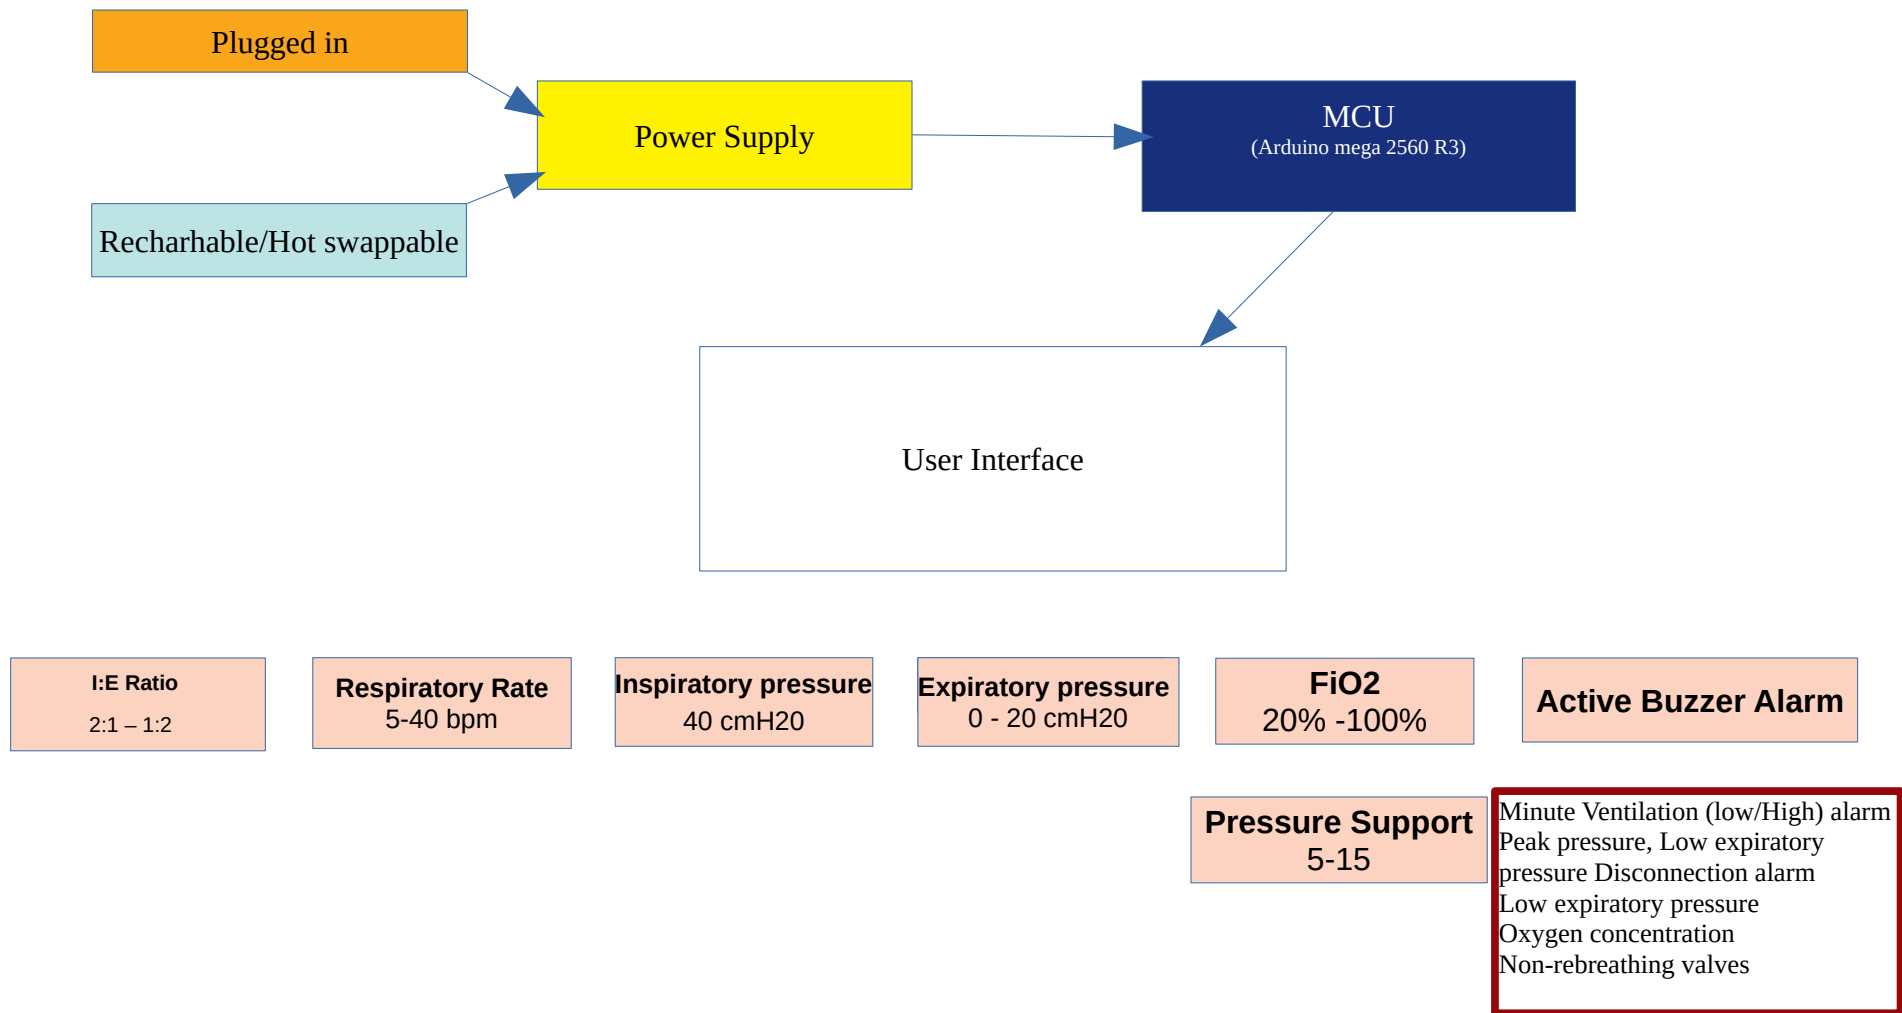 Plugged in
Power Supply
MCU
(Arduino mega 2560 R3)
Recharhable/Hot swappable
User Interface
I:E Ratio
2:1 – 1:2
Respiratory Rate
5-40 bpm
Inspiratory pressure
40 cmH20
Expiratory pressure
0 - 20 cmH20
FiO2
20% -100%
Active Buzzer Alarm
Pressure Support
5-15
Minute Ventilation (low/High) alarm
Peak pressure, Low expiratory
pressure Disconnection alarm
Low expiratory pressure
Oxygen concentration
Non-rebreathing valves